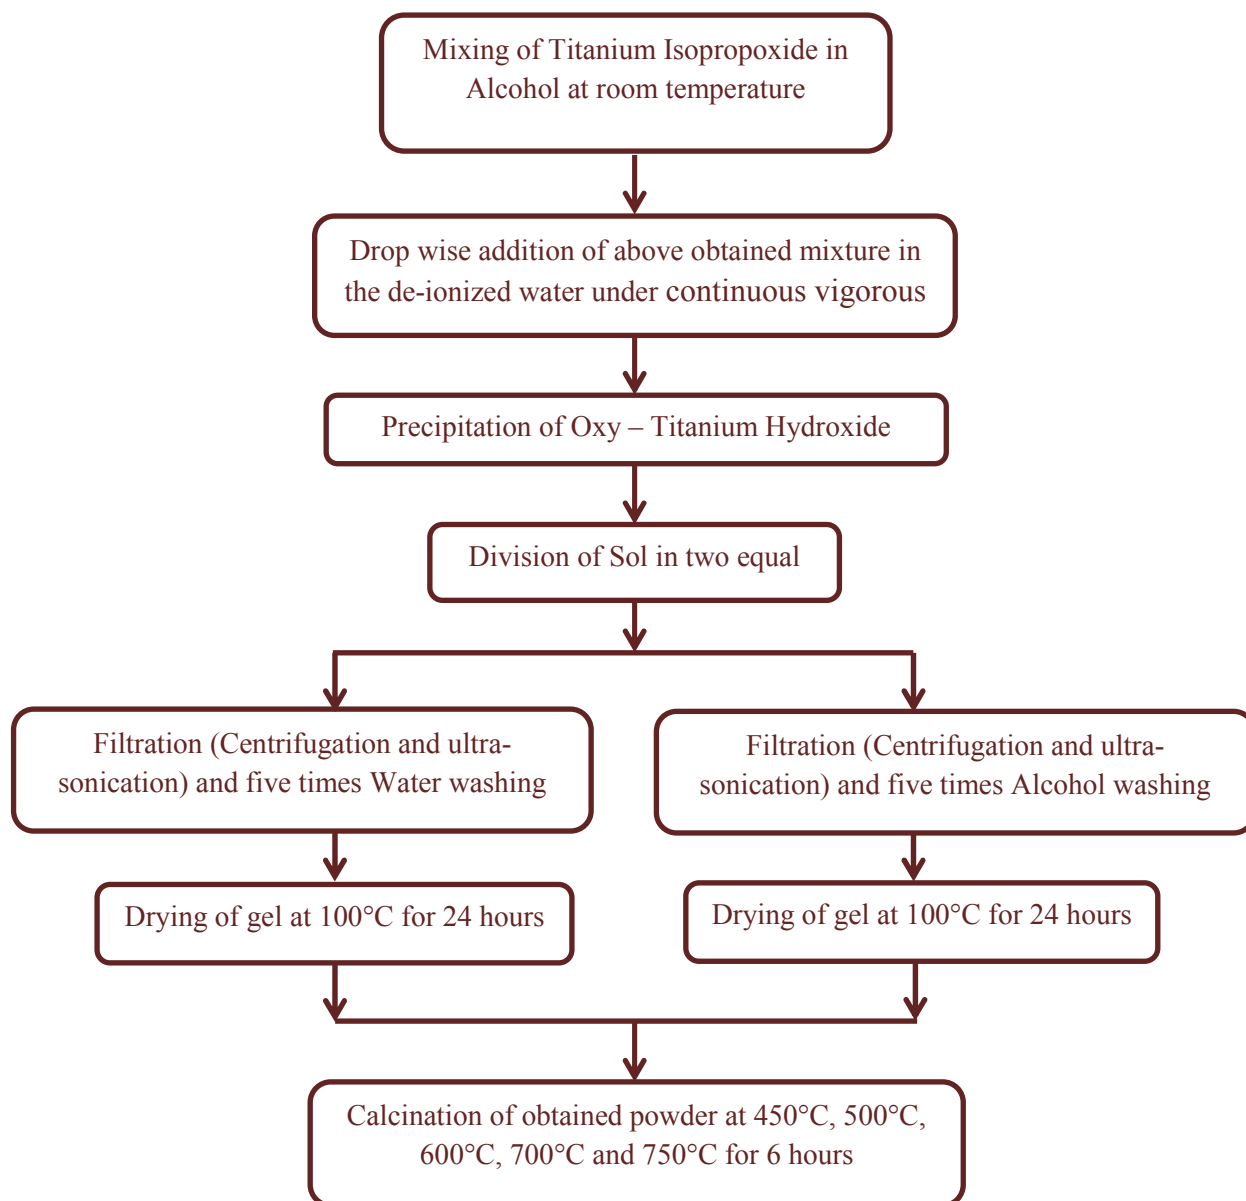 Mixing of Titanium Isopropoxide in
Alcohol at room temperature
Drop wise addition of above obtained mixture in
the de-ionized water under continuous vigorous
Precipitation of Oxy – Titanium Hydroxide
Division of Sol in two equal
Filtration (Centrifugation and ultra-
sonication) and five times Water washing
Filtration (Centrifugation and ultra-
sonication) and five times Alcohol washing
Drying of gel at 100°C for 24 hours
Drying of gel at 100°C for 24 hours
Calcination of obtained powder at 450°C, 500°C,
600°C, 700°C and 750°C for 6 hours